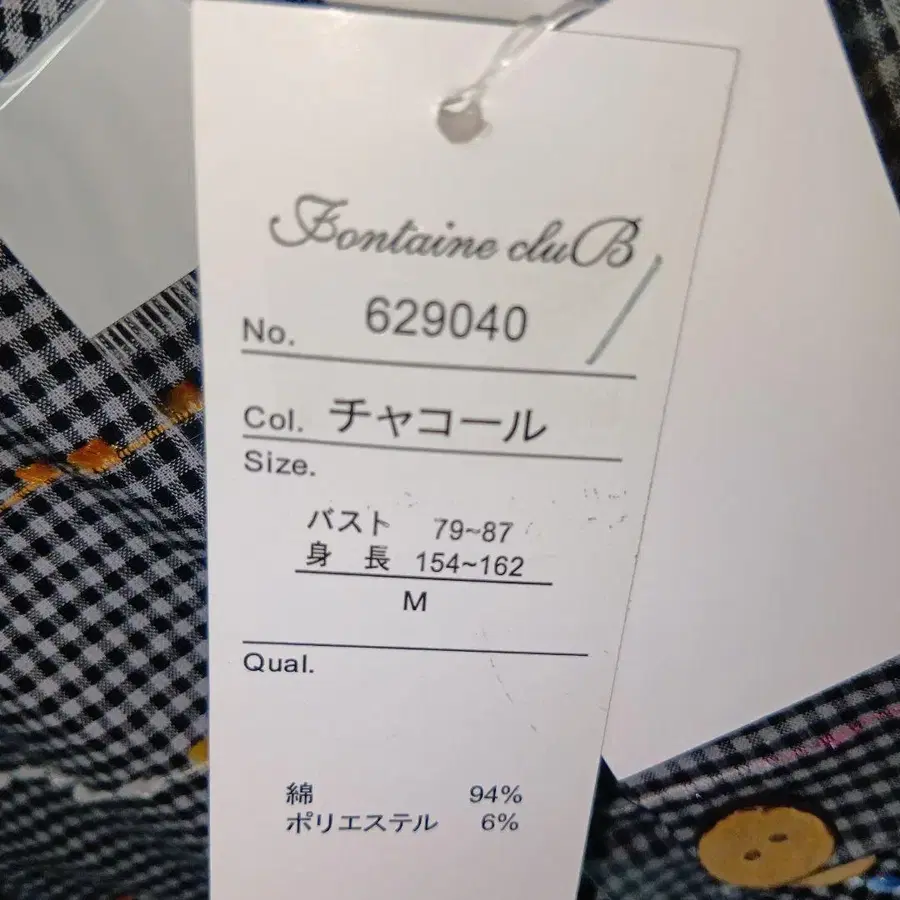 Fontaine cluB
No. 629040
Col. チャコール
Size.
バスト 79~87
身 長 154~162
M
Qual.
綿 94%
ポリエステル 6%